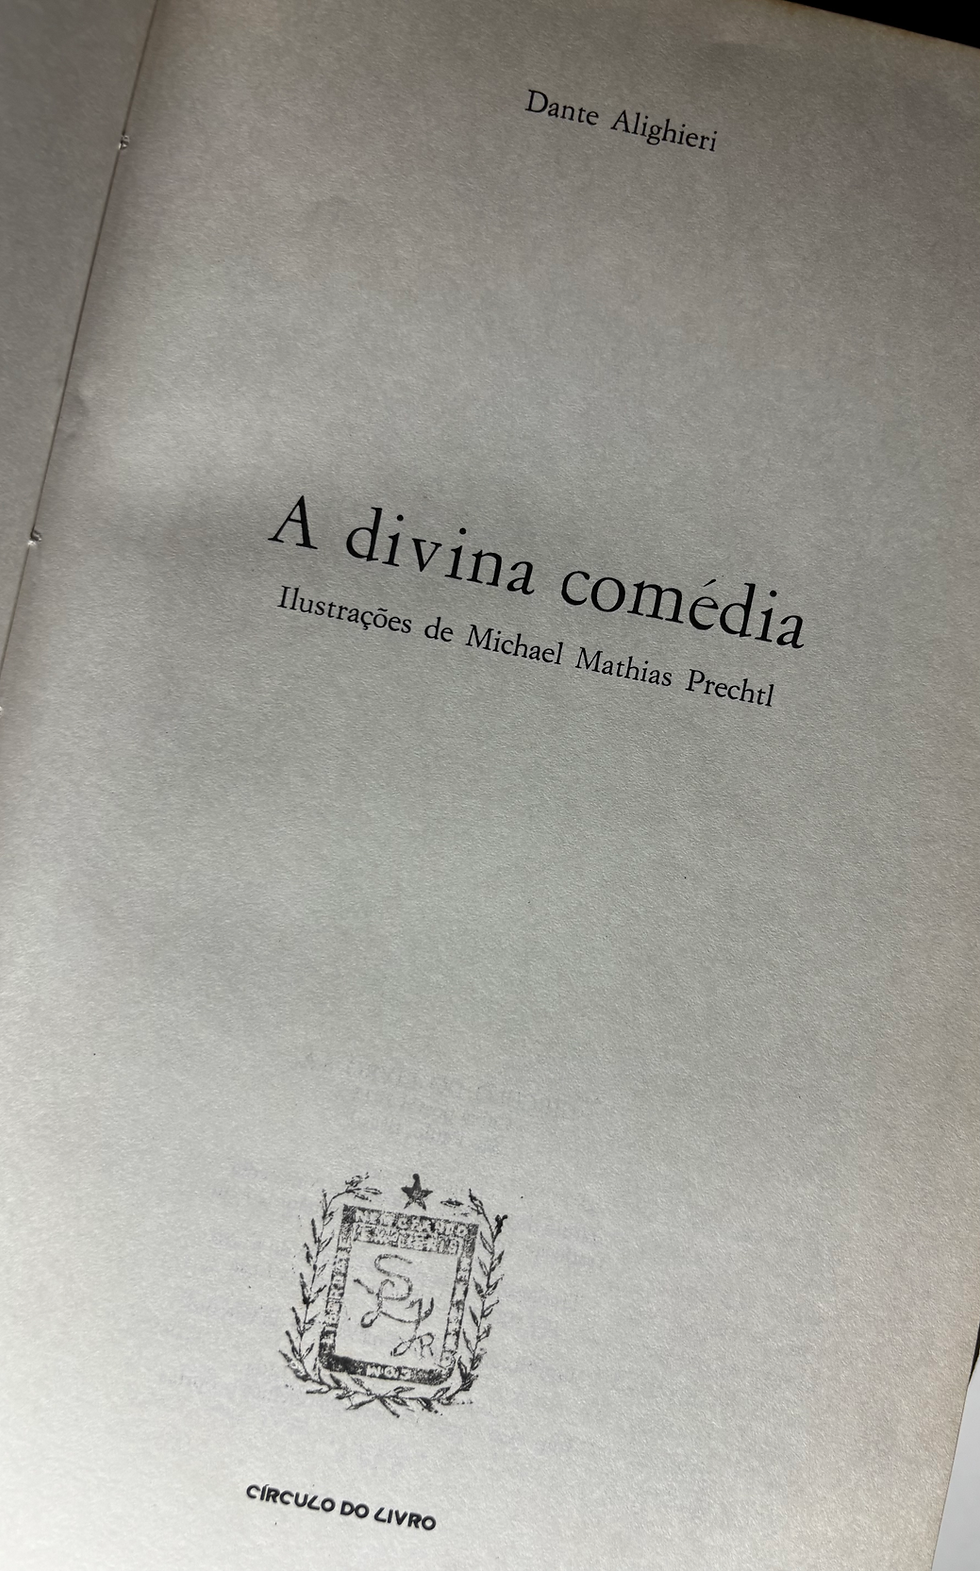 Dante Alighieri
A divina comédia
Ilustrações de Michael Mathias Prechtl
CÍRCULO DO LIVRO